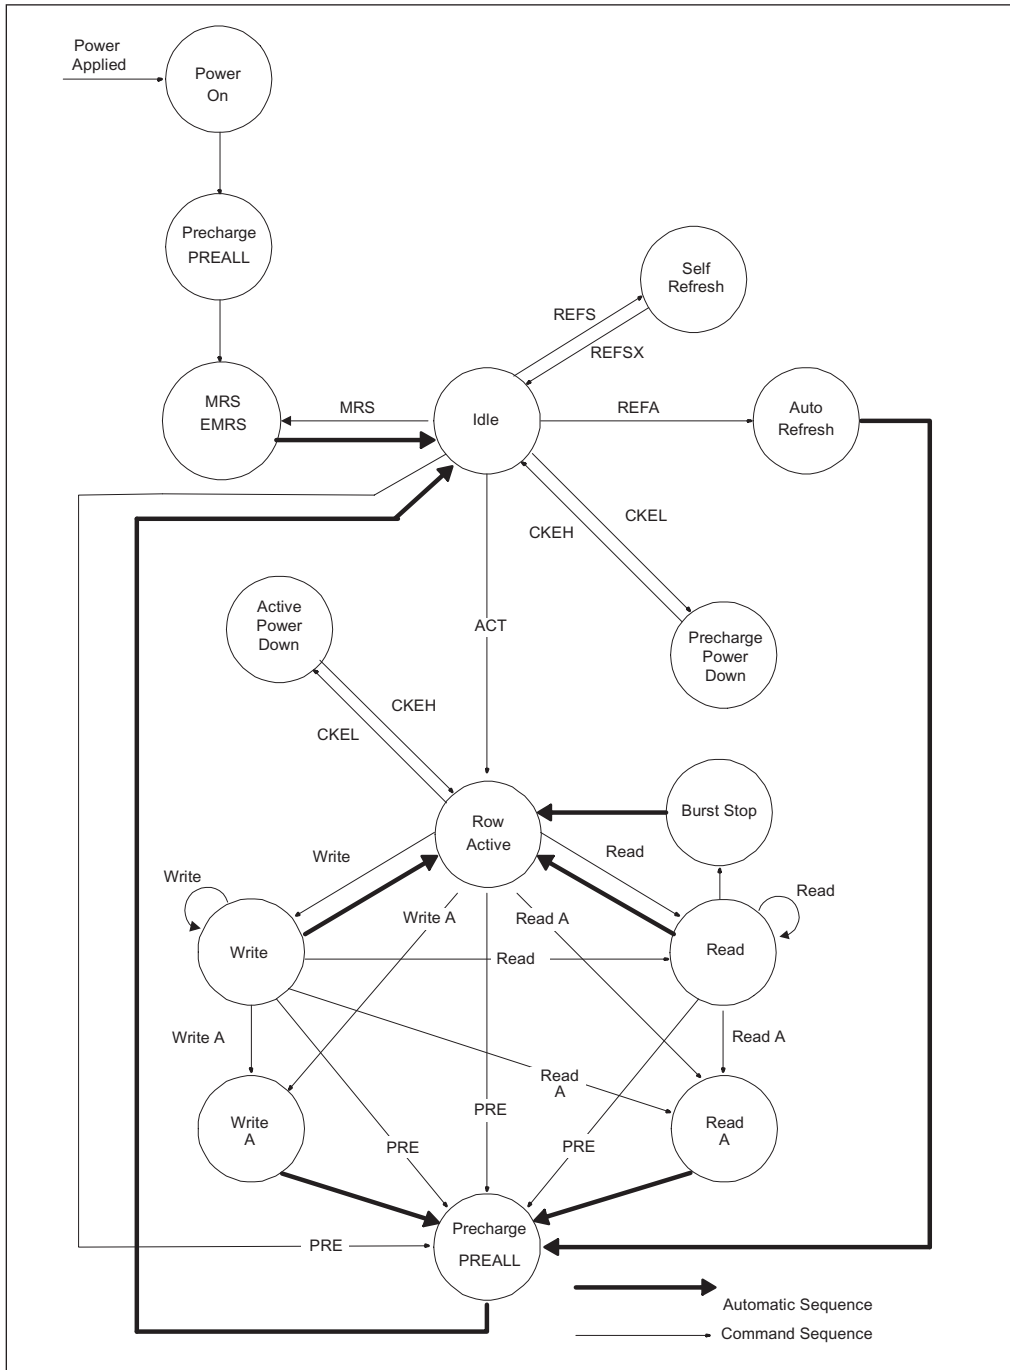 Power
Applied
Power
On
Precharge
PREALL
Self
Refresh
REFS
REFSX
MRS
EMRS
MRS
Idle
REFA
Auto
Refresh
CKEL
CKEH
Active
Power
Down
ACT
Precharge
Power
Down
CKEH
CKEL
Burst Stop
Row
Active
Write
Read
Write
Read
Write A
Read A
Write
Read
Read
Write A
Read A
Read
A
Write
A
PRE
Read
A
PRE
PRE
Precharge
PREALL
PRE
Automatic Sequence
Command Sequence